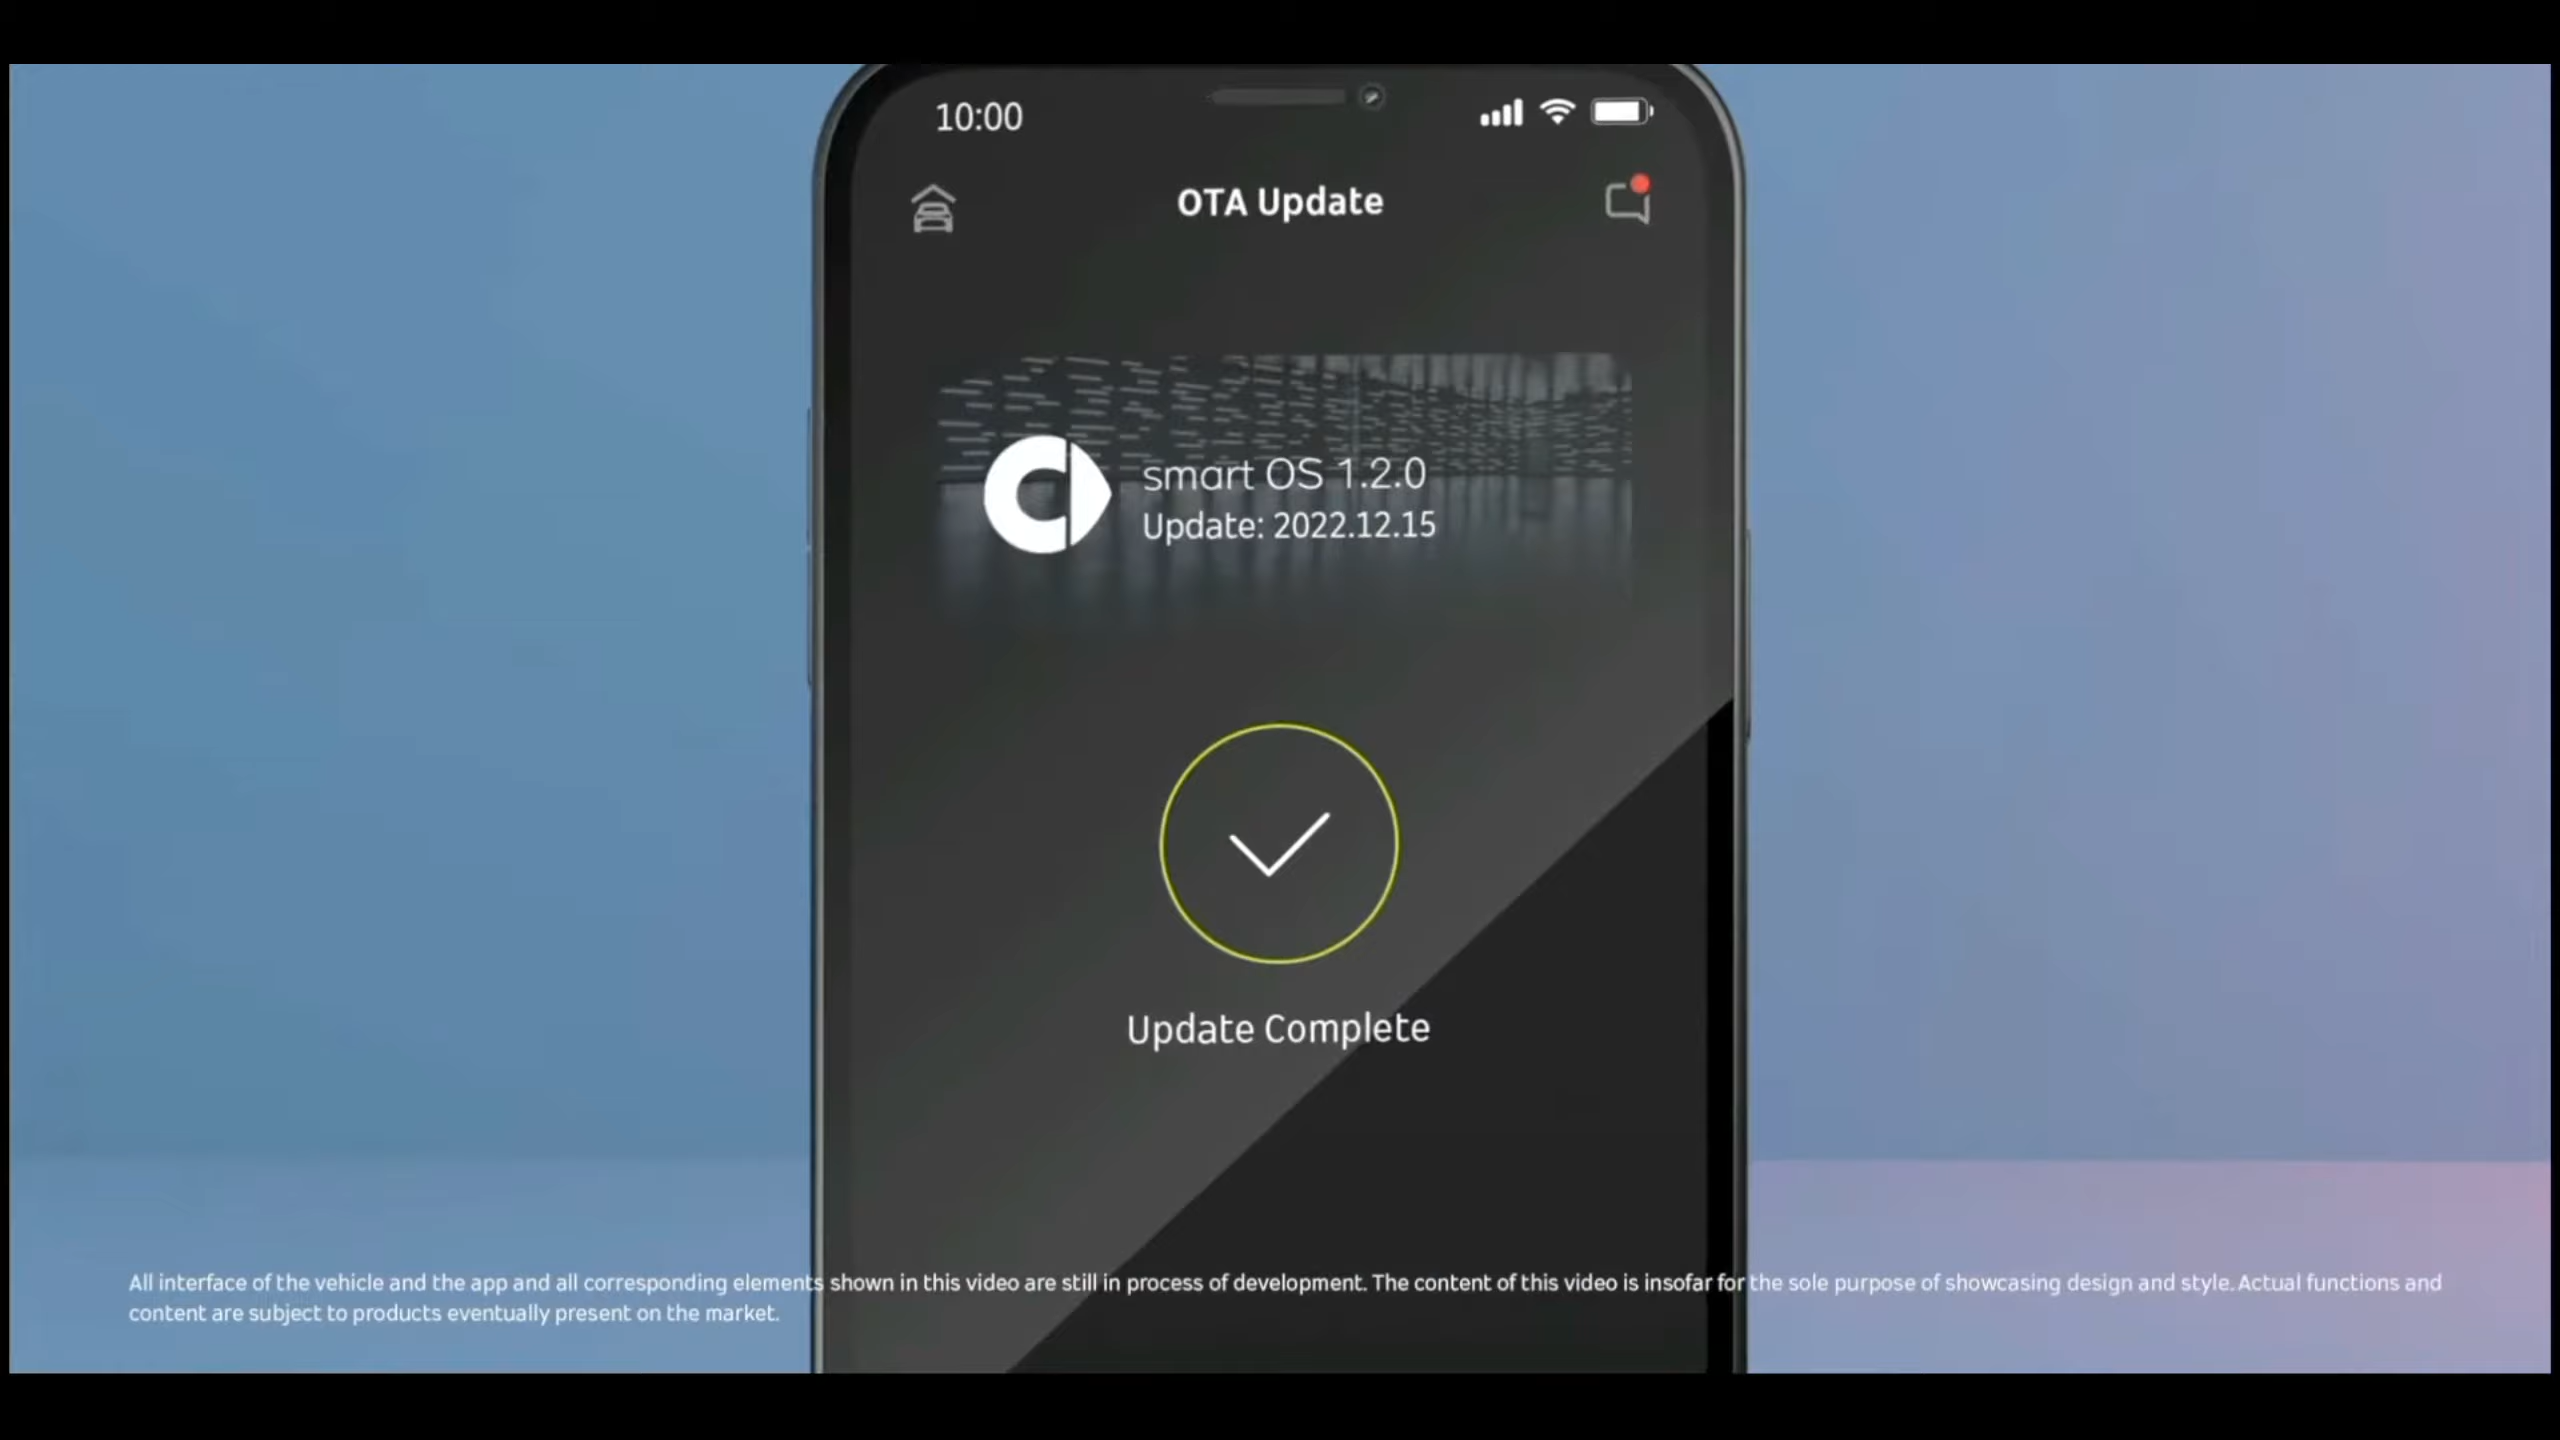 10:00
OTA Update
smart OS 1.2.0
Update: 2022.12.15
Update Complete
All interface of the vehicle and the app and all corresponding elements shown in this video are still in process of development. The content of this video is insofar for the sole purpose of showcasing design and style. Actual functions and
content are subject to products eventually present on the market.